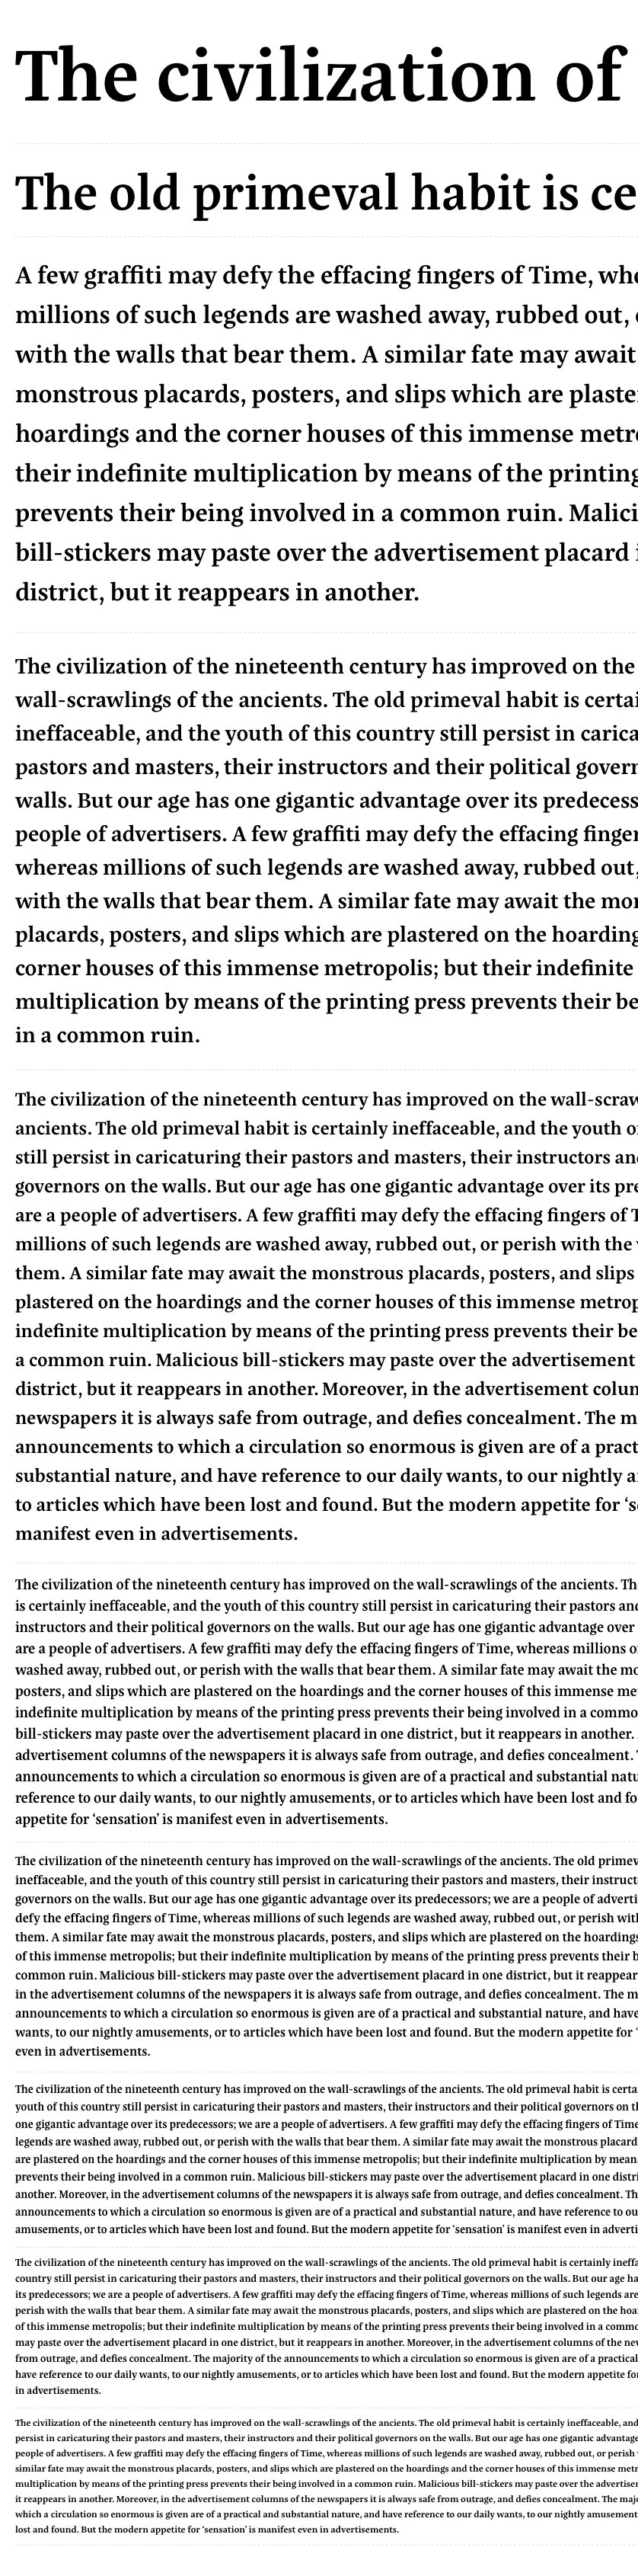 The civilization of
The old primeval habit is ce
A few graffiti may defy the effacing fingers of Time, whe
millions of such legends are washed away, rubbed out,
with the walls that bear them. A similar fate may await
monstrous placards, posters, and slips which are plaste
hoardings and the corner houses of this immense metr
their indefinite multiplication by means of the printing
prevents their being involved in a common ruin. Malici
bill-stickers may paste over the advertisement placard i
district, but it reappears in another.
The civilization of the nineteenth century has improved on the
wall-scrawlings of the ancients. The old primeval habit is certai
ineffaceable, and the youth of this country still persist in carica
pastors and masters, their instructors and their political govern
walls. But our age has one gigantic advantage over its predecess
people of advertisers. A few graffiti may defy the effacing finger
whereas millions of such legends are washed away, rubbed out,
with the walls that bear them. A similar fate may await the mon
placards, posters, and slips which are plastered on the hoarding
corner houses of this immense metropolis; but their indefinite
multiplication by means of the printing press prevents their be
in a common ruin.
The civilization of the nineteenth century has improved on the wall-scraw
ancients. The old primeval habit is certainly ineffaceable, and the youth o
still persist in caricaturing their pastors and masters, their instructors an
governors on the walls. But our age has one gigantic advantage over its pre
are a people of advertisers. A few graffiti may defy the effacing fingers of T
millions of such legends are washed away, rubbed out, or perish with the
them. A similar fate may await the monstrous placards, posters, and slips
plastered on the hoardings and the corner houses of this immense metrop
indefinite multiplication by means of the printing press prevents their be
a common ruin. Malicious bill-stickers may paste over the advertisement
district, but it reappears in another. Moreover, in the advertisement colum
newspapers it is always safe from outrage, and defies concealment. The m
announcements to which a circulation so enormous is given are of a pract
substantial nature, and have reference to our daily wants, to our nightly a
to articles which have been lost and found. But the modern appetite for ‘s
manifest even in advertisements.
The civilization of the nineteenth century has improved on the wall-scrawlings of the ancients. Th
is certainly ineffaceable, and the youth of this country still persist in caricaturing their pastors and
instructors and their political governors on the walls. But our age has one gigantic advantage over
are a people of advertisers. A few graffiti may defy the effacing fingers of Time, whereas millions o
washed away, rubbed out, or perish with the walls that bear them. A similar fate may await the mo
posters, and slips which are plastered on the hoardings and the corner houses of this immense me
indefinite multiplication by means of the printing press prevents their being involved in a commo
bill-stickers may paste over the advertisement placard in one district, but it reappears in another.
advertisement columns of the newspapers it is always safe from outrage, and defies concealment.
announcements to which a circulation so enormous is given are of a practical and substantial natu
reference to our daily wants, to our nightly amusements, or to articles which have been lost and fo
appetite for ‘sensation’ is manifest even in advertisements.
The civilization of the nineteenth century has improved on the wall-scrawlings of the ancients. The old primev
ineffaceable, and the youth of this country still persist in caricaturing their pastors and masters, their instruct
governors on the walls. But our age has one gigantic advantage over its predecessors; we are a people of adverti
defy the effacing fingers of Time, whereas millions of such legends are washed away, rubbed out, or perish with
them. A similar fate may await the monstrous placards, posters, and slips which are plastered on the hoardings
of this immense metropolis; but their indefinite multiplication by means of the printing press prevents their b
common ruin. Malicious bill-stickers may paste over the advertisement placard in one district, but it reappear
in the advertisement columns of the newspapers it is always safe from outrage, and defies concealment. The m
announcements to which a circulation so enormous is given are of a practical and substantial nature, and have
wants, to our nightly amusements, or to articles which have been lost and found. But the modern appetite for ‘
even in advertisements.
The civilization of the nineteenth century has improved on the wall-scrawlings of the ancients. The old primeval habit is certa
youth of this country still persist in caricaturing their pastors and masters, their instructors and their political governors on th
one gigantic advantage over its predecessors; we are a people of advertisers. A few graffiti may defy the effacing fingers of Time
legends are washed away, rubbed out, or perish with the walls that bear them. A similar fate may await the monstrous placard
are plastered on the hoardings and the corner houses of this immense metropolis; but their indefinite multiplication by mean
prevents their being involved in a common ruin. Malicious bill-stickers may paste over the advertisement placard in one distri
another. Moreover, in the advertisement columns of the newspapers it is always safe from outrage, and defies concealment. Th
announcements to which a circulation so enormous is given are of a practical and substantial nature, and have reference to ou
amusements, or to articles which have been lost and found. But the modern appetite for ‘sensation’ is manifest even in adverti
The civilization of the nineteenth century has improved on the wall-scrawlings of the ancients. The old primeval habit is certainly ineffa
country still persist in caricaturing their pastors and masters, their instructors and their political governors on the walls. But our age ha
its predecessors; we are a people of advertisers. A few graffiti may defy the effacing fingers of Time, whereas millions of such legends are
perish with the walls that bear them. A similar fate may await the monstrous placards, posters, and slips which are plastered on the hoar
of this immense metropolis; but their indefinite multiplication by means of the printing press prevents their being involved in a commo
may paste over the advertisement placard in one district, but it reappears in another. Moreover, in the advertisement columns of the new
from outrage, and defies concealment. The majority of the announcements to which a circulation so enormous is given are of a practical
have reference to our daily wants, to our nightly amusements, or to articles which have been lost and found. But the modern appetite for
in advertisements.
The civilization of the nineteenth century has improved on the wall-scrawlings of the ancients. The old primeval habit is certainly ineffaceable, and
persist in caricaturing their pastors and masters, their instructors and their political governors on the walls. But our age has one gigantic advantage
people of advertisers. A few graffiti may defy the effacing fingers of Time, whereas millions of such legends are washed away, rubbed out, or perish
similar fate may await the monstrous placards, posters, and slips which are plastered on the hoardings and the corner houses of this immense metr
multiplication by means of the printing press prevents their being involved in a common ruin. Malicious bill-stickers may paste over the advertisem
it reappears in another. Moreover, in the advertisement columns of the newspapers it is always safe from outrage, and defies concealment. The majo
which a circulation so enormous is given are of a practical and substantial nature, and have reference to our daily wants, to our nightly amusement
lost and found. But the modern appetite for ‘sensation’ is manifest even in advertisements.